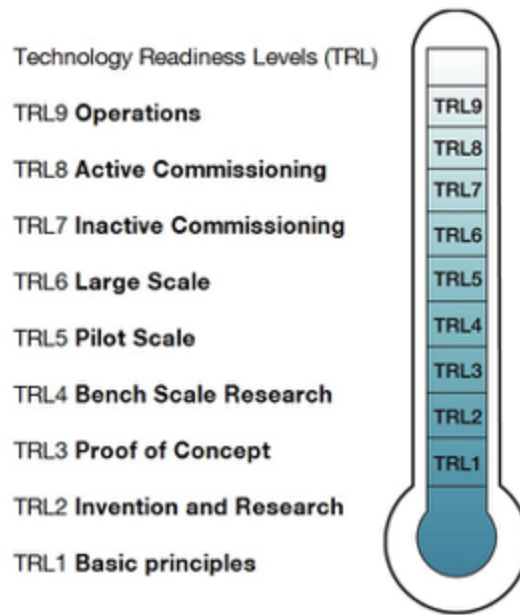 Technology Readiness Levels (TRL)
TRL9 Operations
TRL8 Active Commissioning
TRL7 Inactive Commissioning
TRL6 Large Scale
TRL5 Pilot Scale
TRL4 Bench Scale Research
TRL3 Proof of Concept
TRL2 Invention and Research
TRL1 Basic principles
TRL9
TRL8
TRL7
TRL6
TRL5
TRL4
TRL3
TRL2
TRL1